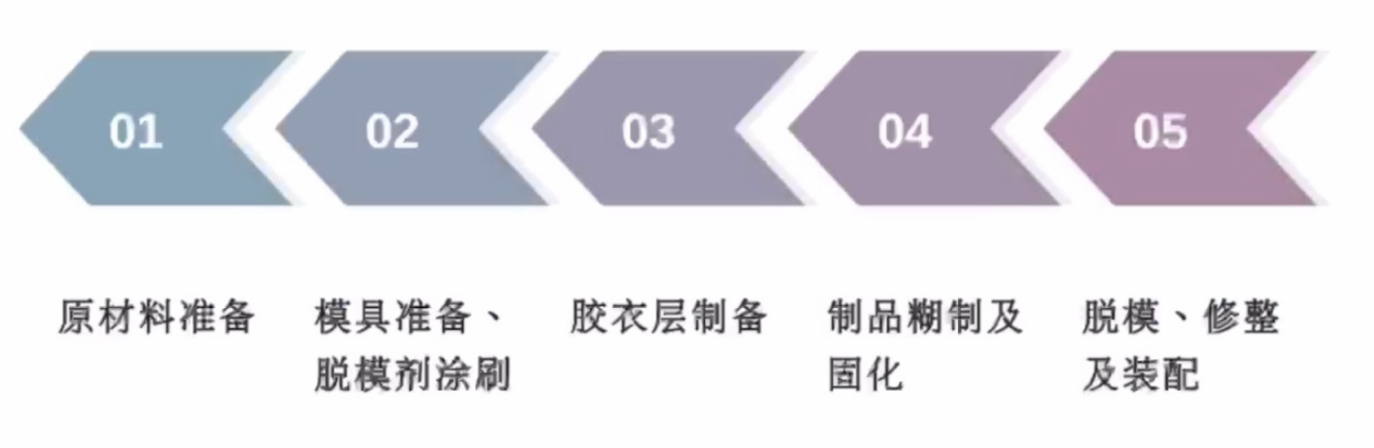 01
02
03
04
05
原材料准备
模具准备、
脱模剂涂刷
胶衣层制备
制品糊制及
固化
脱模、修整
及装配